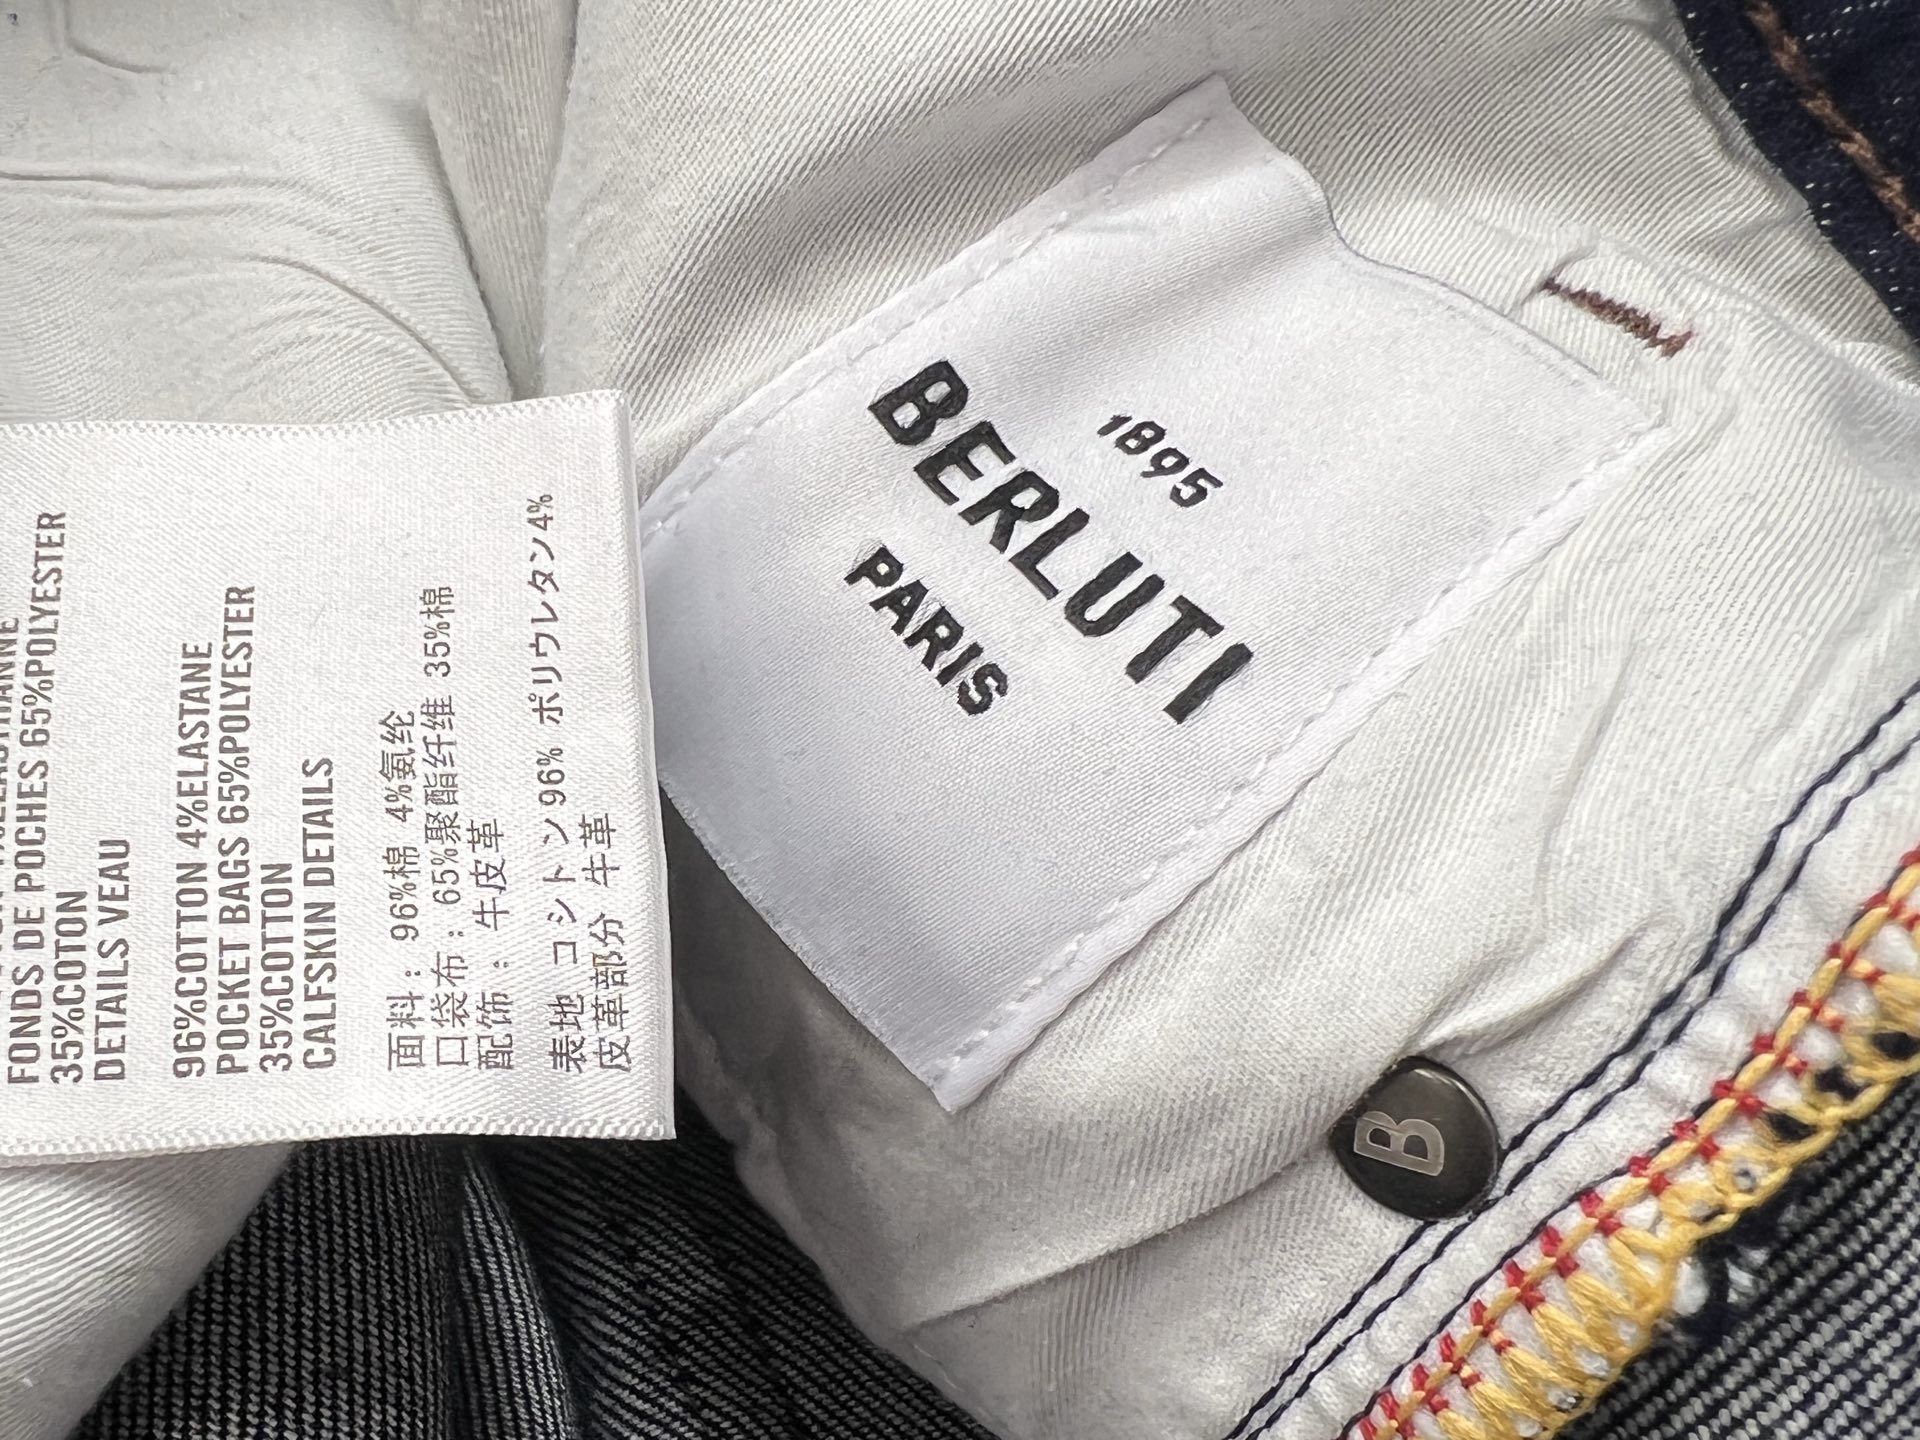 FONDS DE POCHES 65%POLYESTER
35%COTON
DETAILS VEAU
96%COTTON 4%ELASTANE
POCKET BAGS 65%POLYESTER
35%COTTON
CALFSKIN DETAILS
面料：96%棉 4%氨纶
口袋布：65%聚酯纤维 35%棉
配饰：牛皮革
表地 コシトン96% ポリウレタン4%
皮革部分 牛革
1895
BERLUTI
PARIS
B